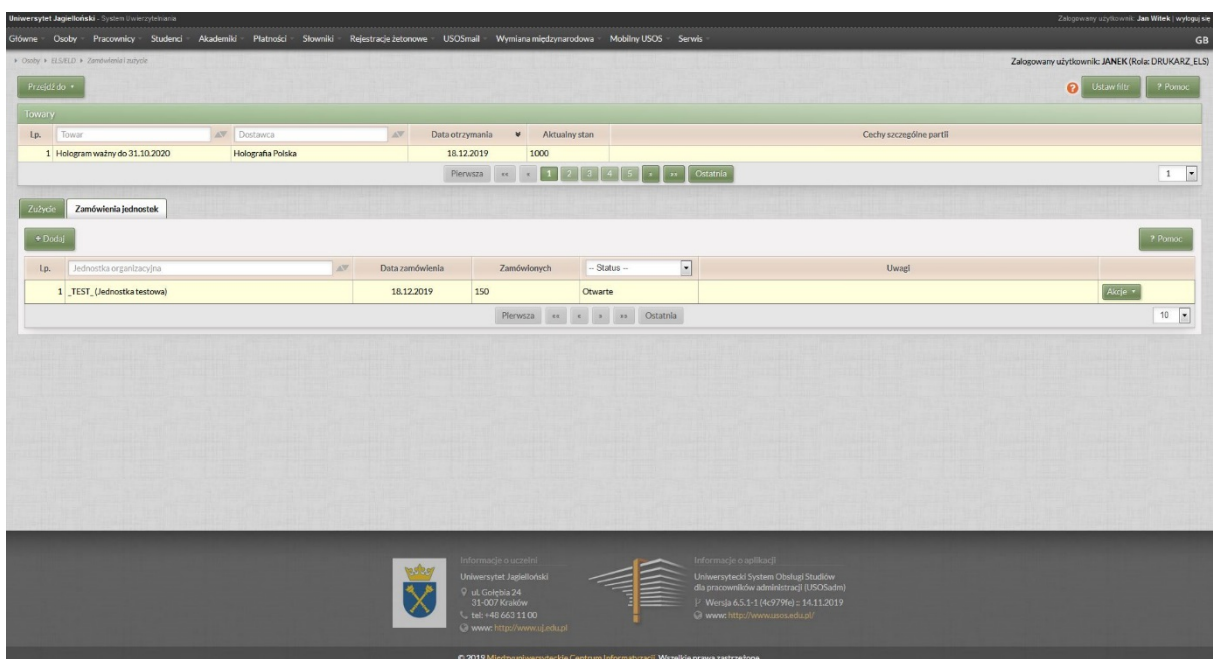 Uniwersytet Jagielloński - System Uwierzytelniania Zalogowany użytkownik: Jan Witek | wyloguj się
Główne Osoby Pracownicy Studenci Akademiki Płatności Słowniki Rejestracje żetonowe USOSmail Wymiana międzynarodowa Mobilny USOS Serwis GB
Osoby ELS/ELD Zamówienia i zużycie Zalogowany użytkownik: JANEK (Rola: DRUKARZ_ELS)
Przejdź do ? Ustaw filtr ? Pomoc
Towary
Lp. Towar Dostawca Data otrzymania Aktualny stan Cechy szczególne partii
1 Hologram ważny do 31.10.2020 Holografia Polska 18.12.2019 1000
Pierwsza «« « 1 2 3 4 5 » »» Ostatnia 1
Zużycie Zamówienia jednostek
+ Dodaj ? Pomoc
Lp. Jednostka organizacyjna Data zamówienia Zamówionych -- Status -- Uwagi
1 _TEST_ (Jednostka testowa) 18.12.2019 150 Otwarte Akcje
Pierwsza «« « » »» Ostatnia 10
Informacje o uczelni
Uniwersytet Jagielloński
ul. Gołębia 24
31-007 Kraków
tel: +48 663 11 00
www: http://www.uj.edu.pl
Informacje o aplikacji
Uniwersytecki System Obsługi Studiów
dla pracowników administracji (USOSadm)
Wersja 6.5.1-1 (4c979fe) :: 14.11.2019
www: http://www.usos.edu.pl/
© 2019 Międzyuniwersyteckie Centrum Informatyzacji. Wszelkie prawa zastrzeżone.